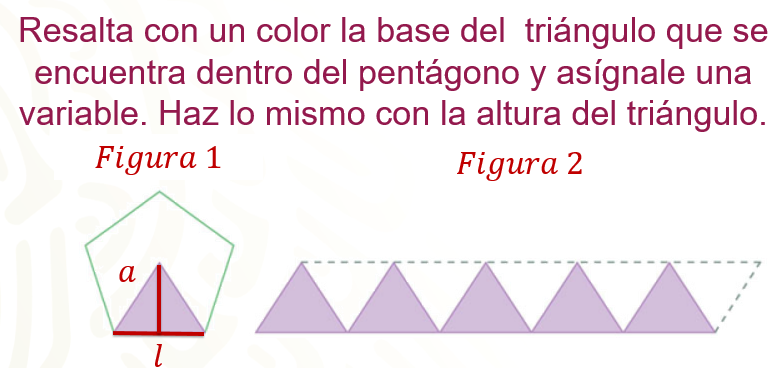 Resalta con un color la base del triángulo que se
encuentra dentro del pentágono y asígnale una
variable. Haz lo mismo con la altura del triángulo.
Figura 1
Figura 2
a
l